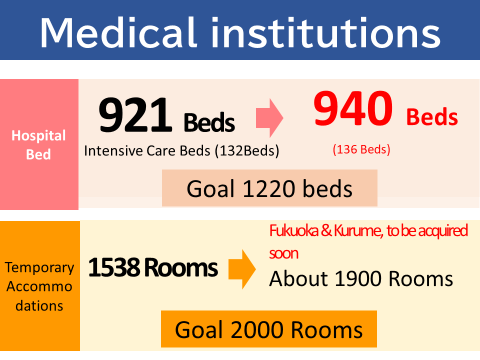 Medical institutions
Hospital
Bed
921 Beds
940 Beds
Intensive Care Beds (132Beds)
(136 Beds)
Goal 1220 beds
Temporary
Accommo
dations
1538 Rooms
Fukuoka & Kurume, to be acquired
soon
About 1900 Rooms
Goal 2000 Rooms